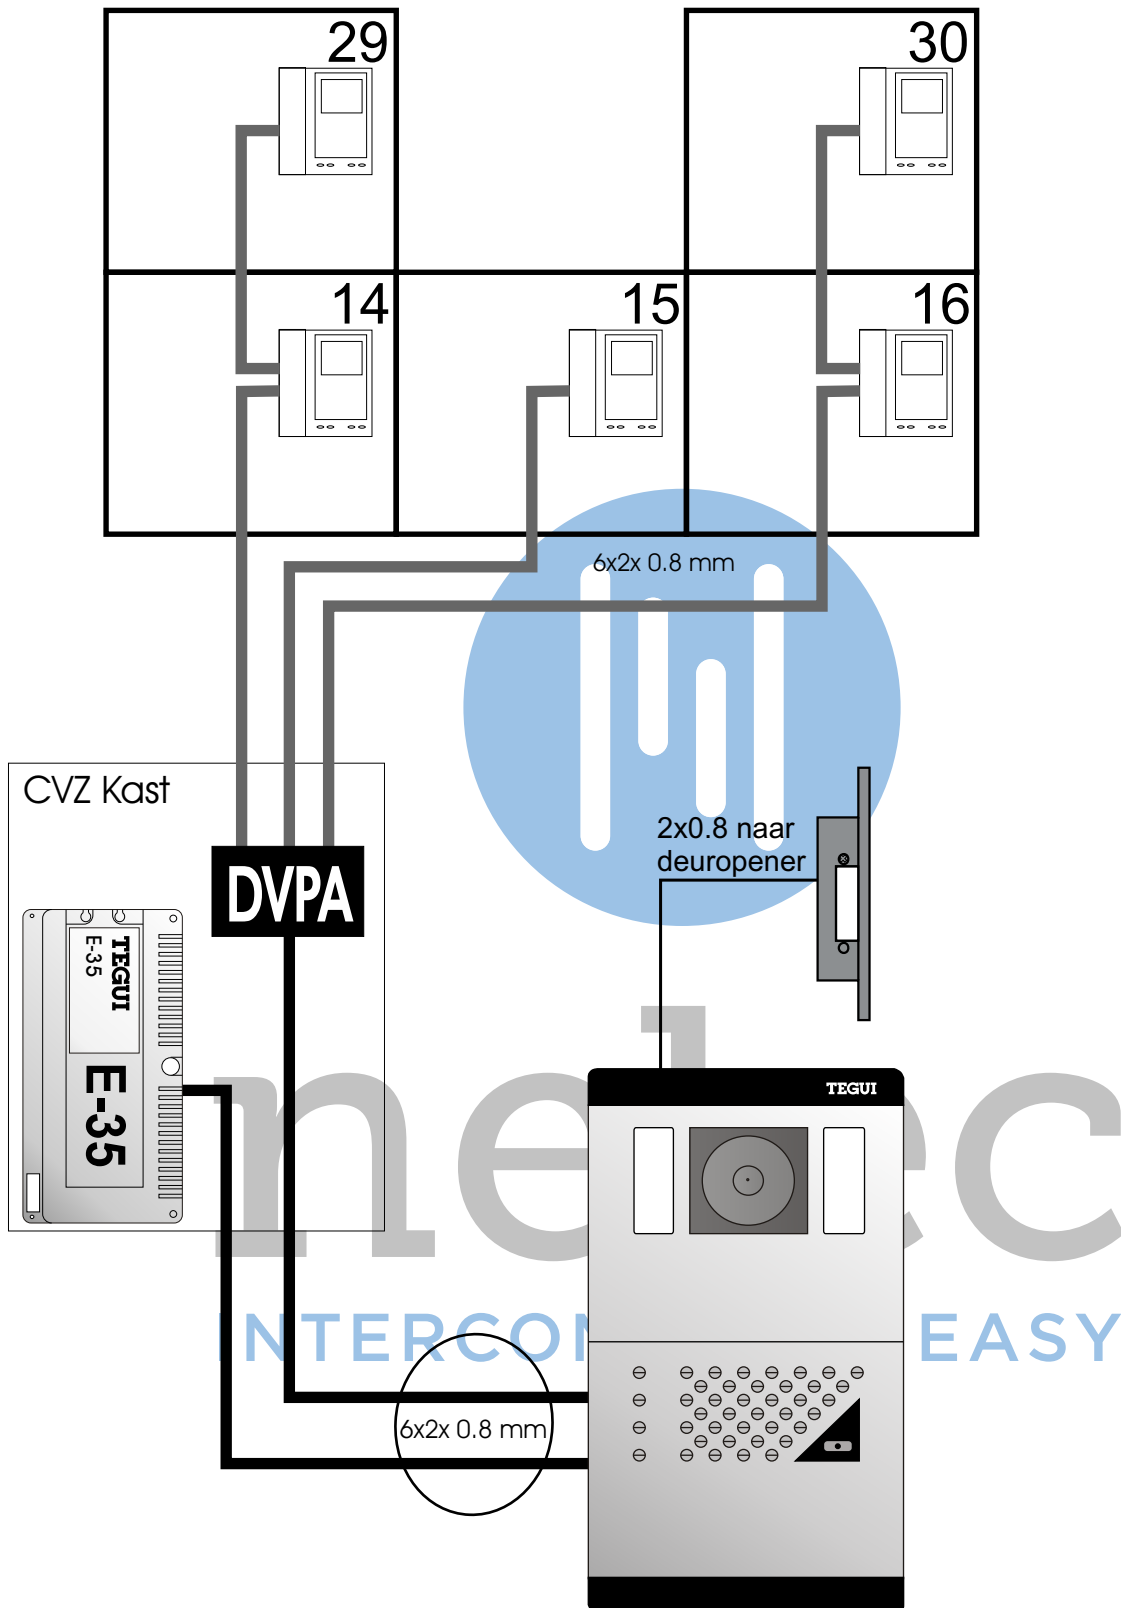 29
30
14
15
16
6x2x 0.8 mm
CVZ Kast
2x0.8 naar
deuropener
DVPA
TEGUI
E-35
E-35
TEGUI
6x2x 0.8 mm
EASY